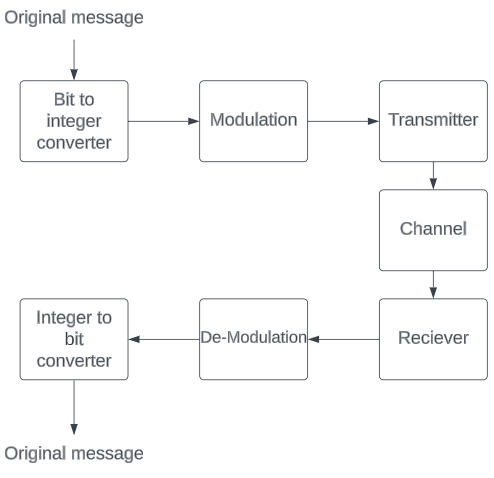 Original message
Bit to
integer
converter
Modulation
Transmitter
Channel
Reciever
De-Modulation
Integer to
bit
converter
Original message